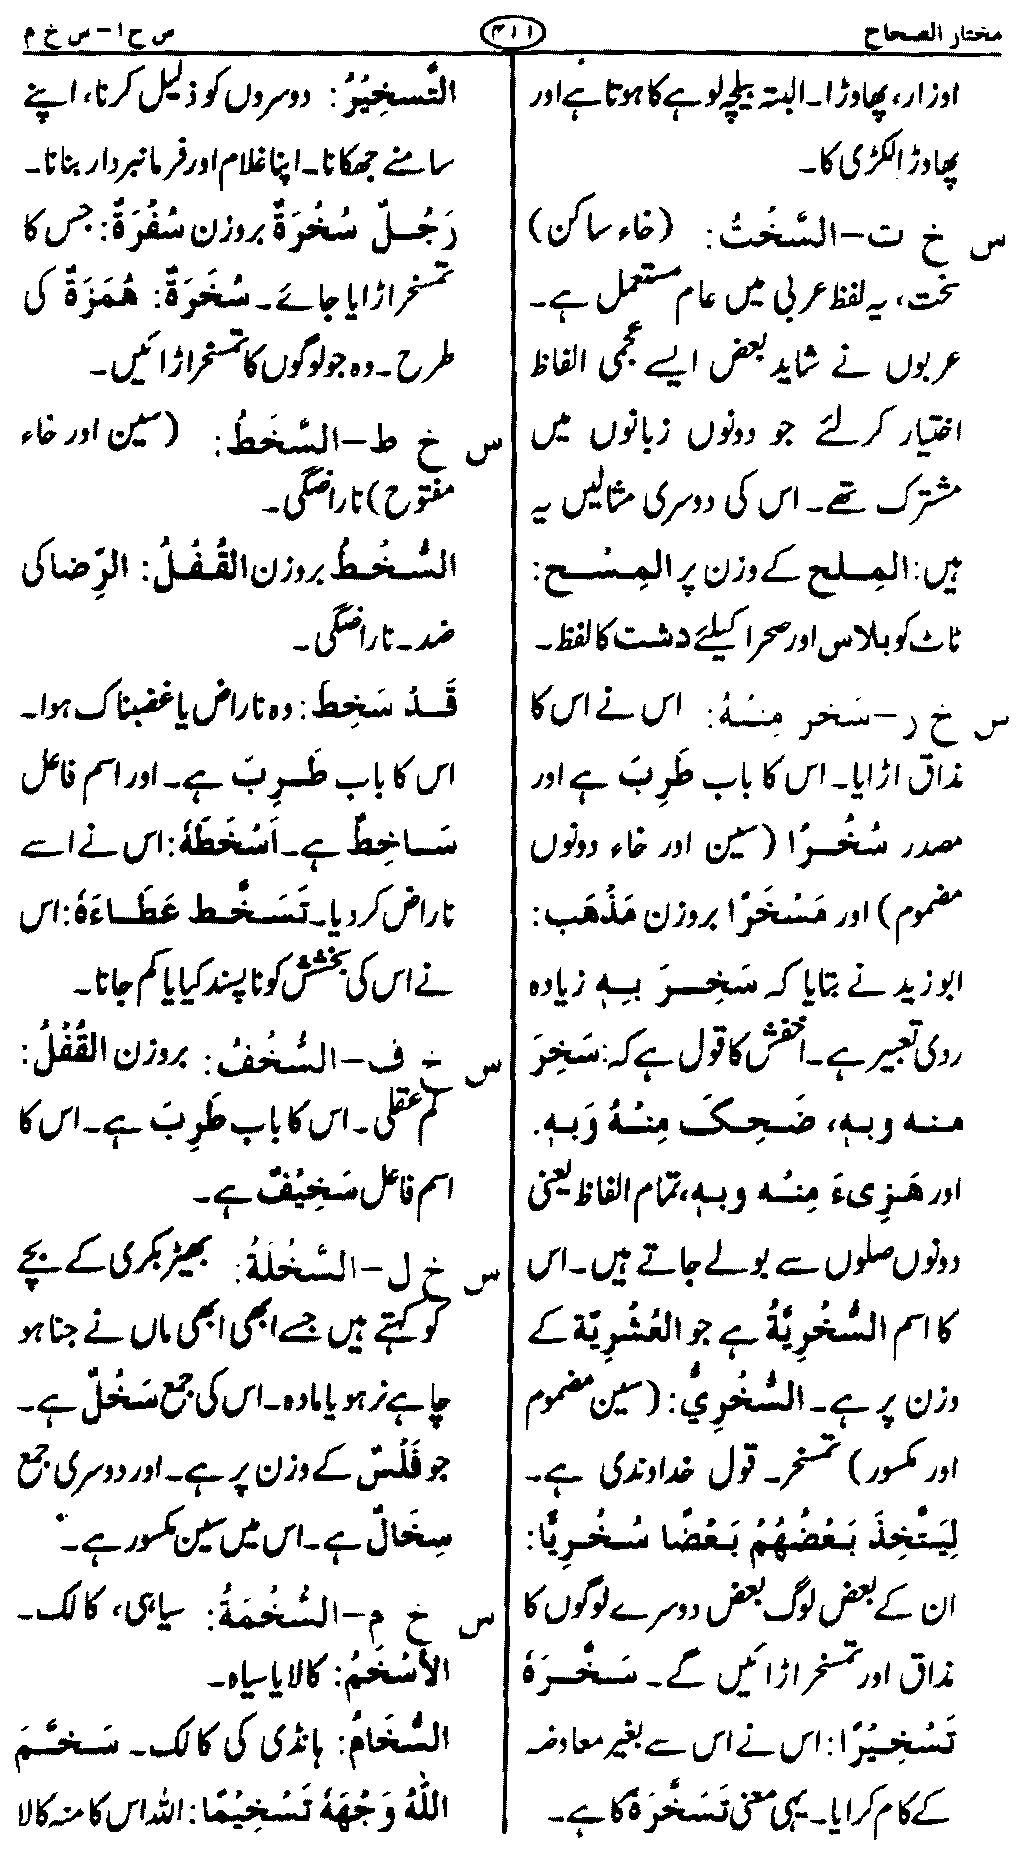 مختار الصحاح
۴۱۱
س ح ا – س خ م
اوزار، پھاوڑا۔ البتہ بیلچہ لوہے کا ہوتا ہے اور
پھاوڑا لکڑی کا۔
س خ ت – السَّخْتُ: (خاء ساکن)
سخت، یہ لفظ عربی میں عام مستعمل ہے۔
عربوں نے شاید بعض ایسے عجمی الفاظ
اختیار کر لئے جو دونوں زبانوں میں
مشترک تھے۔ اس کی دوسری مثالیں یہ
ہیں: المِلح کے وزن پر المِسْح:
ٹاٹ کو بلاس اور صحرا کیلئے دشت کا لفظ۔
س خ ر – سَخر مِنْهُ: اس نے اس کا
مذاق اڑایا۔ اس کا باب طَرِبَ ہے اور
مصدر سُخُرًا (سین اور خاء دونوں
مضموم) اور مَسْخَرًا بروزن مَذْهَب:
ابوزید نے بتایا کہ سَخِرَ بِهٖ زیادہ
ردی تعبیر ہے۔ اخفش کا قول ہے کہ: سَخِرَ
منه وبهٖ، ضَحِكَ مِنْهُ وَبهٖ.
اور هَزِیءَ مِنْه وبهٖ، تمام الفاظ یعنی
دونوں صلوں سے بولے جاتے ہیں۔ اس
کا اسم السُّخْرِيَّةُ ہے جو العُشْرِيّة کے
وزن پر ہے۔ السُّخْرِيُّ: (سین مضموم
اور مکسور) تمسخر۔ قول خداوندی ہے۔
لِيَتَّخِذَ بَعْضُهُمْ بَعْضًا سُخْرِيًّا:
ان کے بعض لوگ بعض دوسرے لوگوں کا
مذاق اور تمسخر اڑائیں گے۔ سَخَّرَهٗ
تَسْخِيْرًا: اس نے اس سے بغیر معاوضہ
کے کام کرایا۔ یہی معنی تَسَخَّرَهٗ کا ہے۔
التَّسخِيْرُ: دوسروں کو ذلیل کرنا، اپنے
سامنے جھکانا۔ اپنا غلام اور فرمانبردار بنانا۔
رَجُلٌ سُخْرَةٌ بروزن سُفْرَةٌ: جس کا
تمسخر اڑایا جائے۔ سُخَرَةٌ: هُمَزَةٌ کی
طرح۔ وہ جو لوگوں کا تمسخر اڑائیں۔
س خ ط – السَّخَطُ: (سین اور خاء
مفتوح) ناراضگی۔
السُّخْطُ بروزن القُفْلُ: الرِّضا کی
ضد۔ ناراضگی۔
قَدْ سَخِطَ: وہ ناراض یا غضبناک ہوا۔
اس کا باب طَرِبَ ہے۔ اور اسم فاعل
سَاخِطٌ ہے۔ اَسْخَطَهٗ: اس نے اسے
ناراض کر دیا۔ تَسَخَّط عَطَاءَهٗ: اس
نے اس کی بخشش کو ناپسند کیا یا کم جانا۔
س خ ف – السُّخْفُ: بروزن القُفْلُ:
کم عقلی۔ اس کا باب طَرِبَ ہے۔ اس کا
اسم فاعل سَخِيْفٌ ہے۔
س خ ل – السَّخْلَةُ: بھیڑ بکری کے بچے
کو کہتے ہیں جسے ابھی ابھی ماں نے جنا ہو
چاہے نر ہو یا مادہ۔ اس کی جمع سَخْلٌ ہے۔
جو فَلْسٌ کے وزن پر ہے۔ اور دوسری جمع
سِخَالٌ ہے۔ اس میں سین مکسور ہے۔
س خ م – السُّخْمَةُ: سیاہی، کالک۔
الأَسْخَمُ: کالا یا سیاہ۔
السُّخَامُ: ہانڈی کی کالک۔ سَخَّمَ
اللهُ وَجْهَهٗ تَسْخِيْمًا: اللہ اس کا منہ کالا